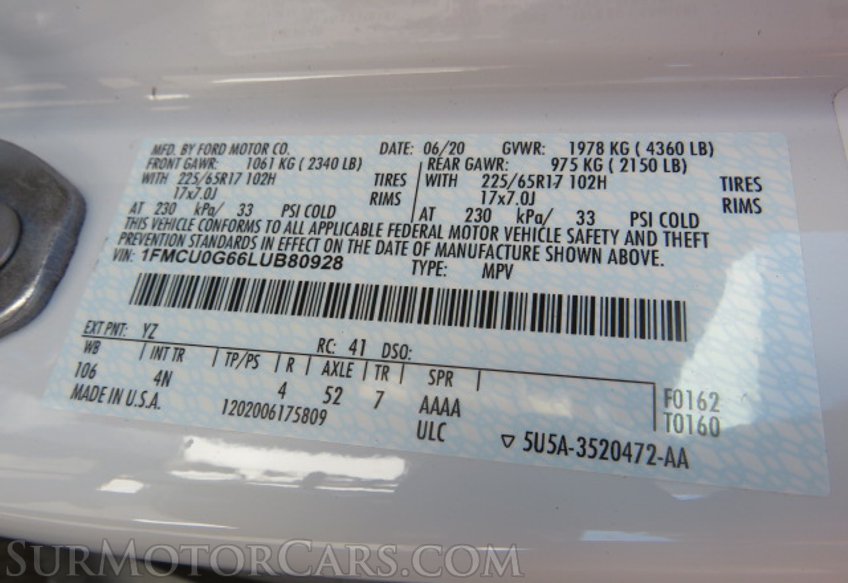 MFD. BY FORD MOTOR CO. DATE: 06/20 GVWR: 1978 KG ( 4360 LB)
FRONT GAWR: 1061 KG ( 2340 LB) REAR GAWR: 975 KG ( 2150 LB)
WITH 225/65R17 102H TIRES WITH 225/65R17 102H TIRES
17x7.0J RIMS 17x7.0J RIMS
AT 230 kPa/ 33 PSI COLD AT 230 kPa/ 33 PSI COLD
THIS VEHICLE CONFORMS TO ALL APPLICABLE FEDERAL MOTOR VEHICLE SAFETY AND THEFT
PREVENTION STANDARDS IN EFFECT ON THE DATE OF MANUFACTURE SHOWN ABOVE.
VIN: 1FMCU0G66LUB80928 TYPE: MPV
EXT PNT: YZ RC: 41 DSO:
WB INT TR TP/PS R AXLE TR SPR
106 4N 4 52 7 AAAA F0162
MADE IN U.S.A. 1202006175809 ULC T0160
5U5A-3520472-AA
SurMotorCars.com